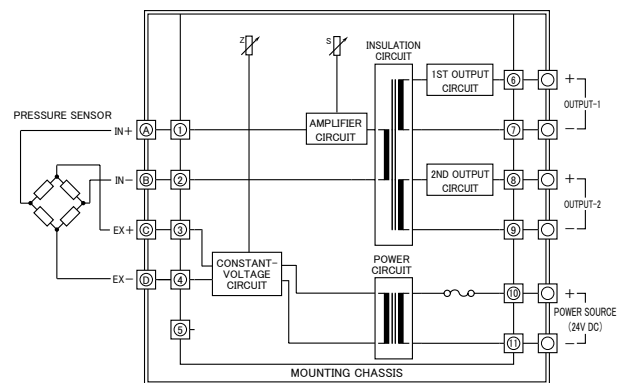 Z
S
INSULATION
CIRCUIT
1ST OUTPUT
CIRCUIT
⑥
+
OUTPUT-1
PRESSURE SENSOR
IN+
Ⓐ
①
AMPLIFIER
CIRCUIT
⑦
−
IN−
Ⓑ
②
2ND OUTPUT
CIRCUIT
⑧
+
OUTPUT-2
EX+
Ⓒ
③
⑨
−
CONSTANT-
VOLTAGE
CIRCUIT
POWER
CIRCUIT
EX−
Ⓓ
④
⑩
+
POWER SOURCE
(24V DC)
⑤
⑪
−
MOUNTING CHASSIS